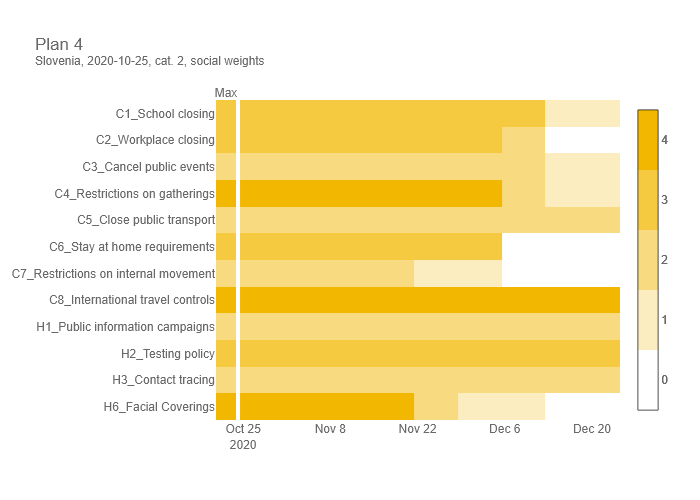 Plan 4
Slovenia, 2020-10-25, cat. 2, social weights
Max
C1_School closing
C2_Workplace closing
C3_Cancel public events
C4_Restrictions on gatherings
C5_Close public transport
C6_Stay at home requirements
C7_Restrictions on internal movement
C8_International travel controls
H1_Public information campaigns
H2_Testing policy
H3_Contact tracing
H6_Facial Coverings
Oct 25 Nov 8 Nov 22 Dec 6 Dec 20
2020
4
3
2
1
0